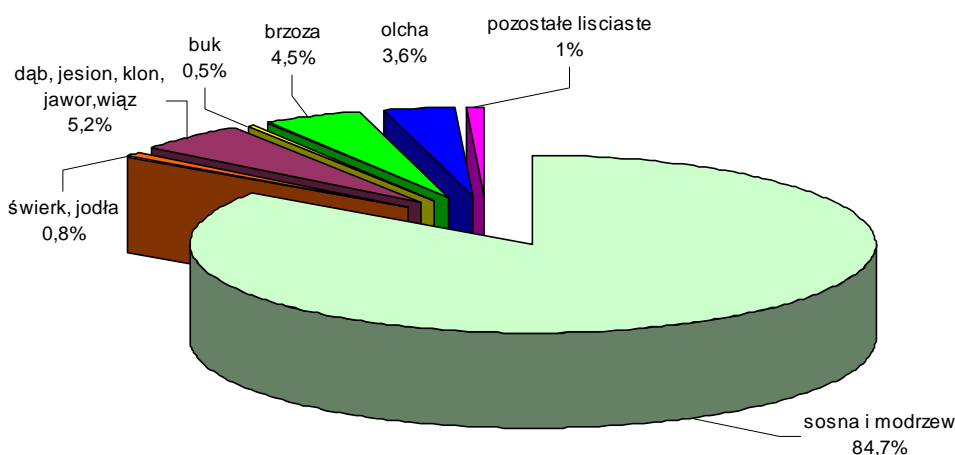 pozostałe lisciaste
1%
olcha
3,6%
brzoza
4,5%
buk
0,5%
dąb, jesion, klon,
jawor,wiąz
5,2%
świerk, jodła
0,8%
sosna i modrzew
84,7%